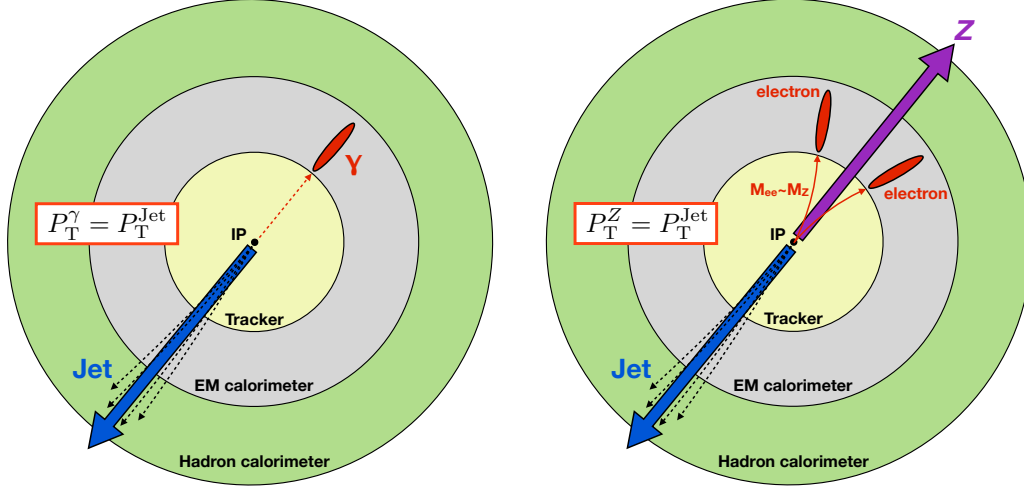 γ
P_T^γ = P_T^Jet
IP
Tracker
Jet
EM calorimeter
Hadron calorimeter
Z
electron
M_ee~M_Z
electron
P_T^Z = P_T^Jet
IP
Tracker
Jet
EM calorimeter
Hadron calorimeter